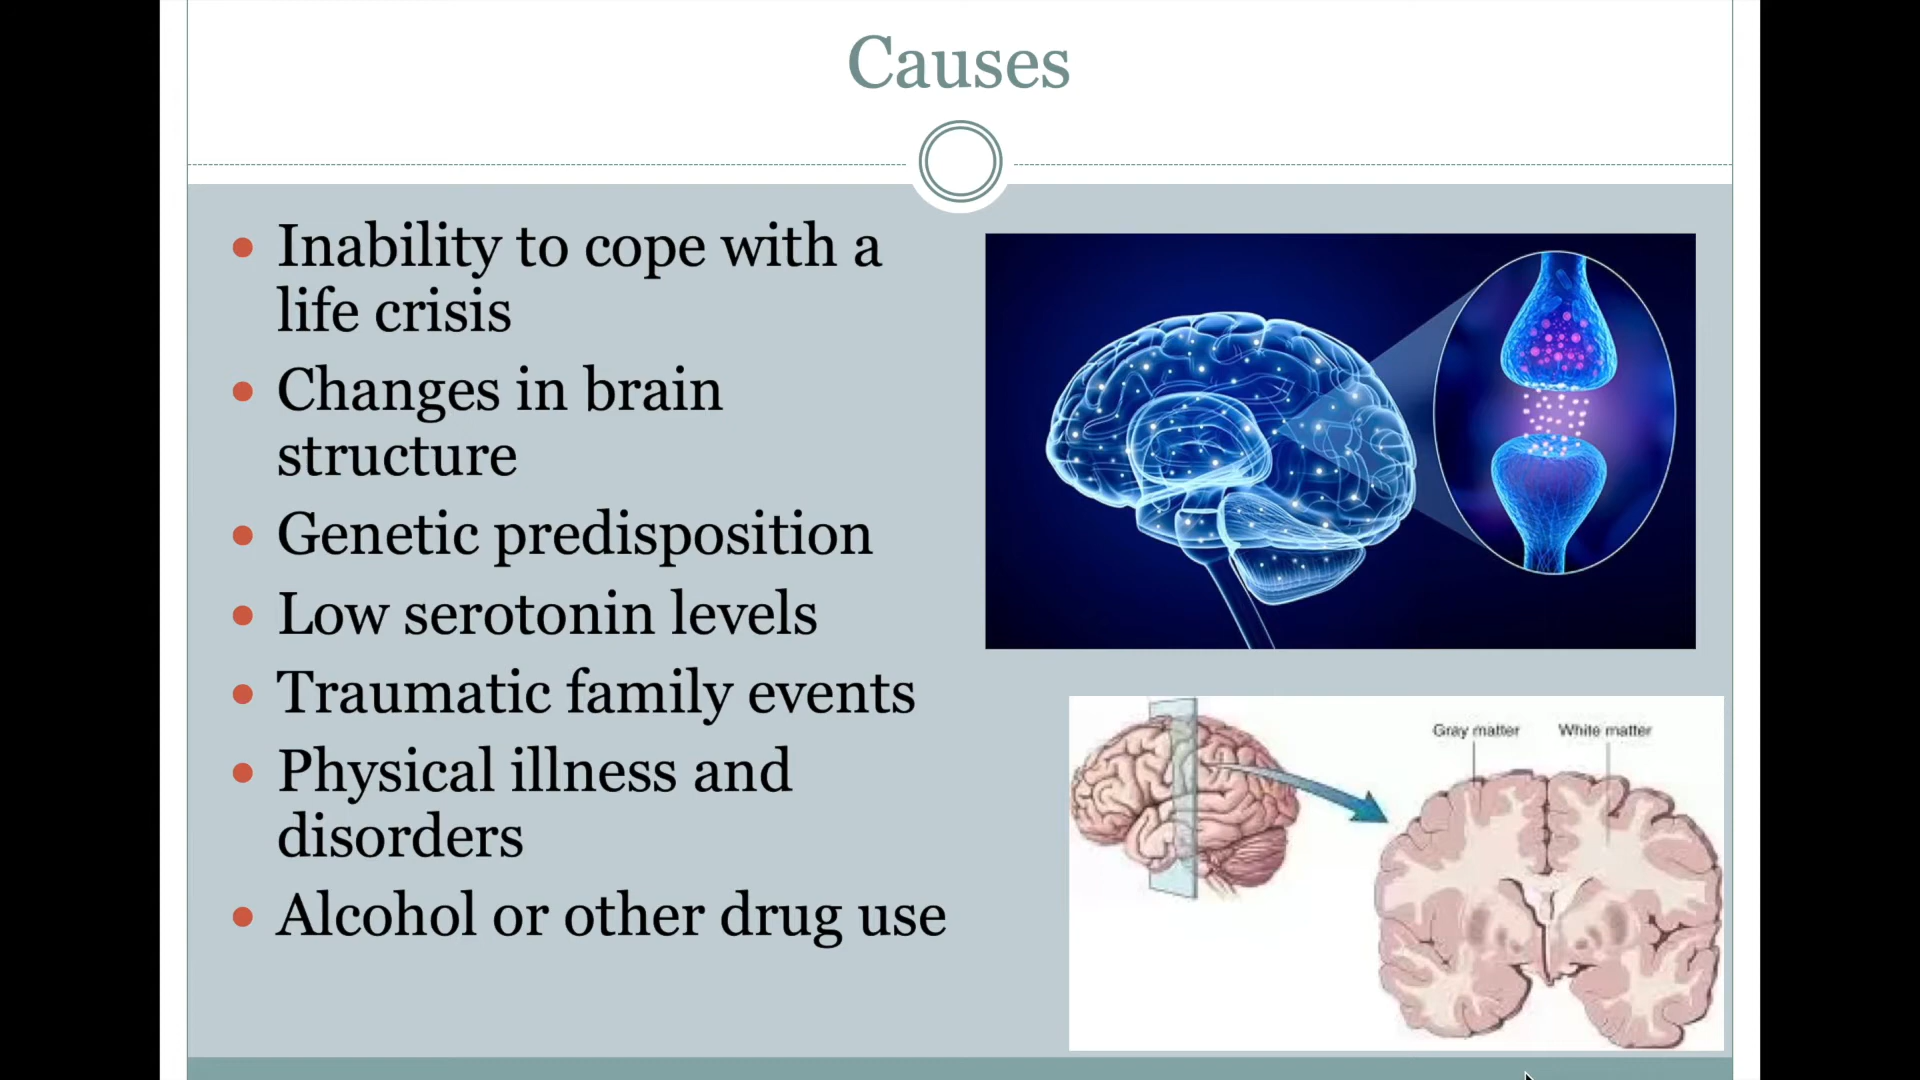 Causes
Inability to cope with a
life crisis
Changes in brain
structure
Genetic predisposition
Low serotonin levels
Traumatic family events
Physical illness and
disorders
Alcohol or other drug use
Gray matter White matter